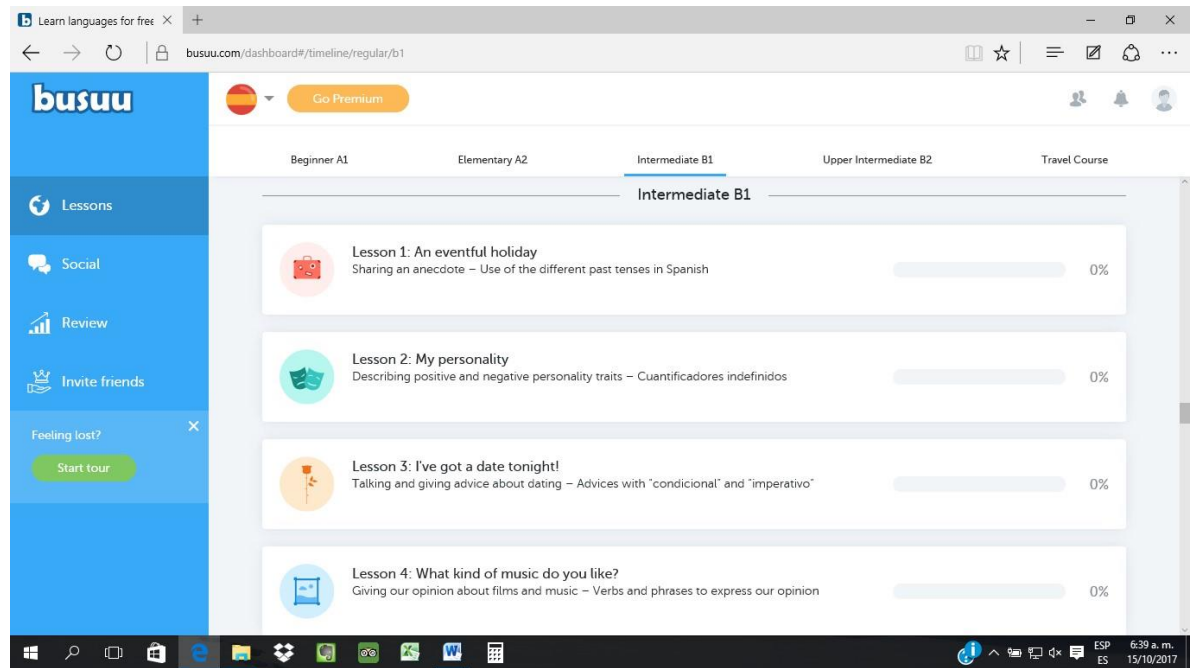 Learn languages for free
busuu.com/dashboard#/timeline/regular/b1
busuu
Go Premium
Beginner A1
Elementary A2
Intermediate B1
Upper Intermediate B2
Travel Course
Lessons
Social
Review
Invite friends
Feeling lost?
Start tour
Intermediate B1
Lesson 1: An eventful holiday
Sharing an anecdote – Use of the different past tenses in Spanish
0%
Lesson 2: My personality
Describing positive and negative personality traits – Cuantificadores indefinidos
0%
Lesson 3: I've got a date tonight!
Talking and giving advice about dating – Advices with "condicional" and "imperativo"
0%
Lesson 4: What kind of music do you like?
Giving our opinion about films and music – Verbs and phrases to express our opinion
0%
ESP
ES
6:39 a. m.
15/10/2017